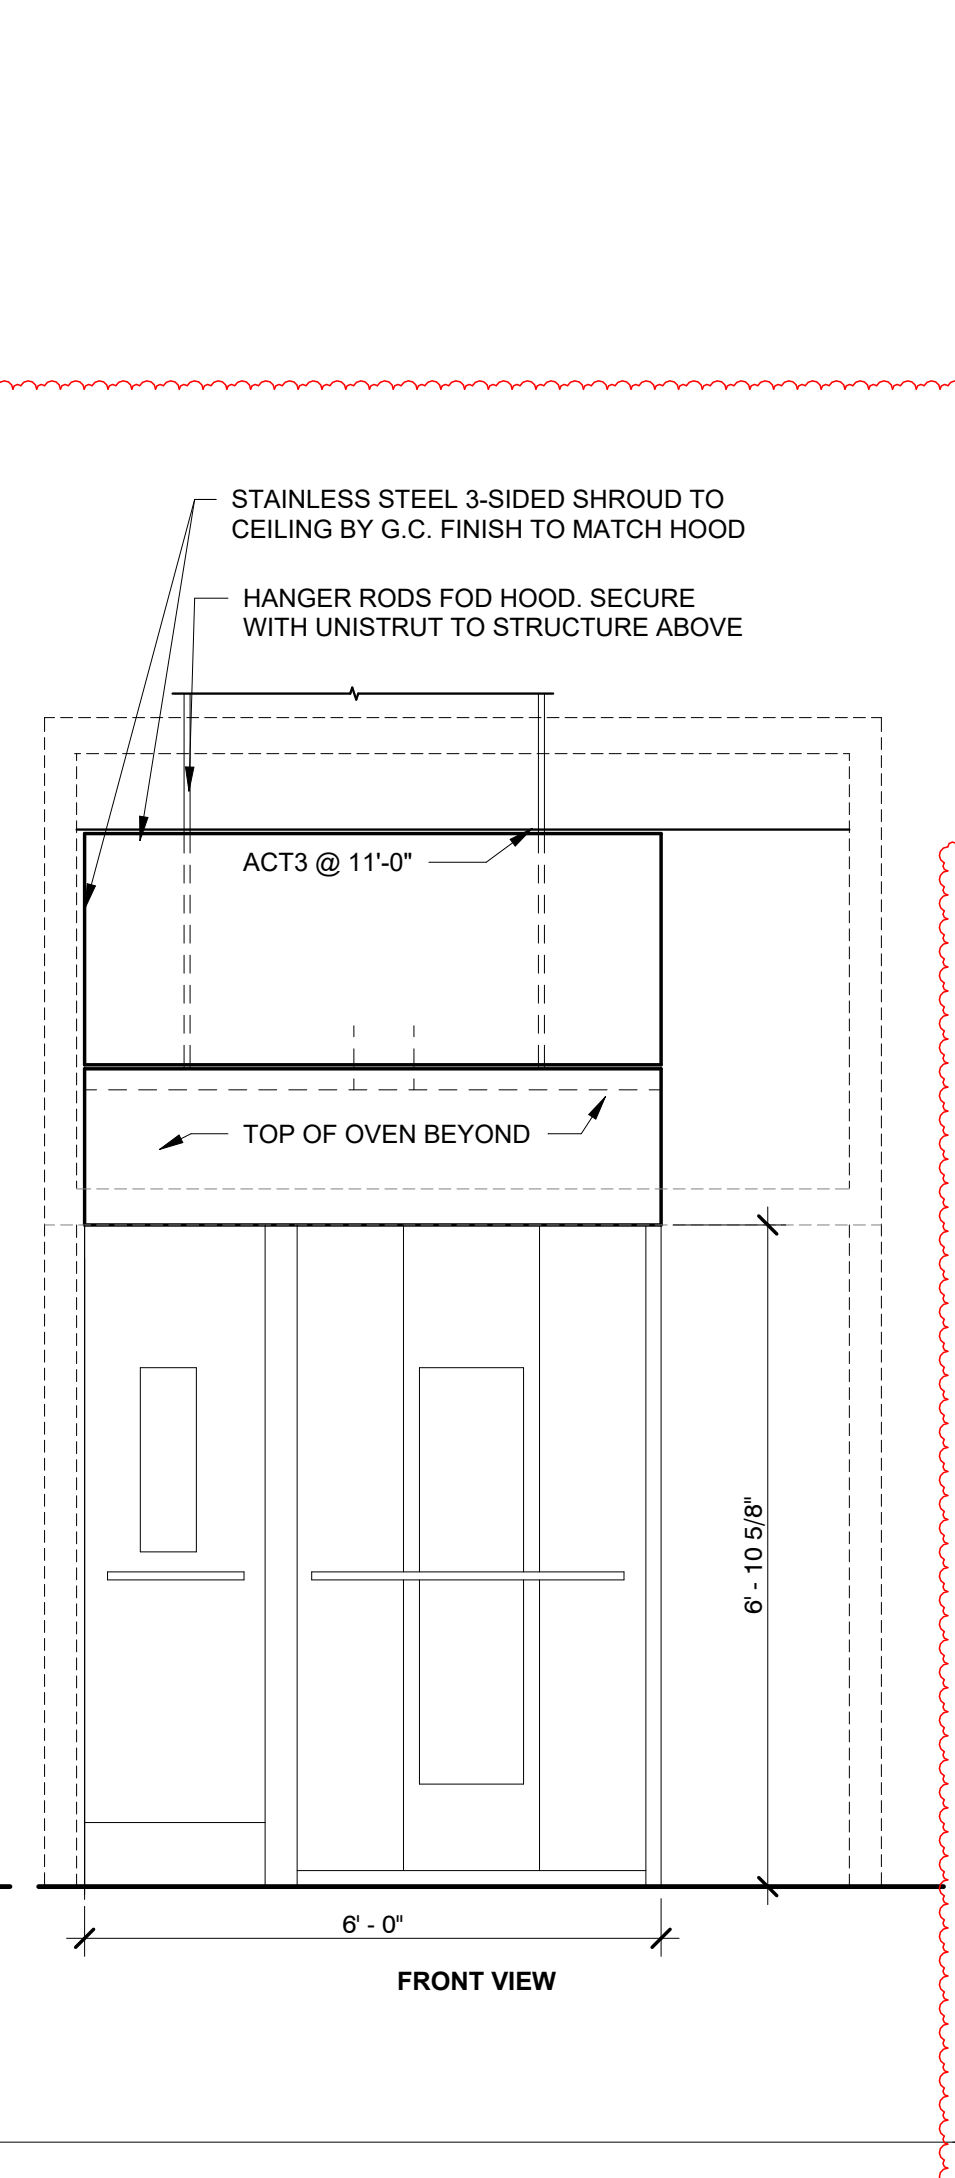 STAINLESS STEEL 3-SIDED SHROUD TO
CEILING BY G.C. FINISH TO MATCH HOOD
HANGER RODS FOD HOOD. SECURE
WITH UNISTRUT TO STRUCTURE ABOVE
ACT3 @ 11'-0"
TOP OF OVEN BEYOND
6' - 10 5/8"
6' - 0"
FRONT VIEW